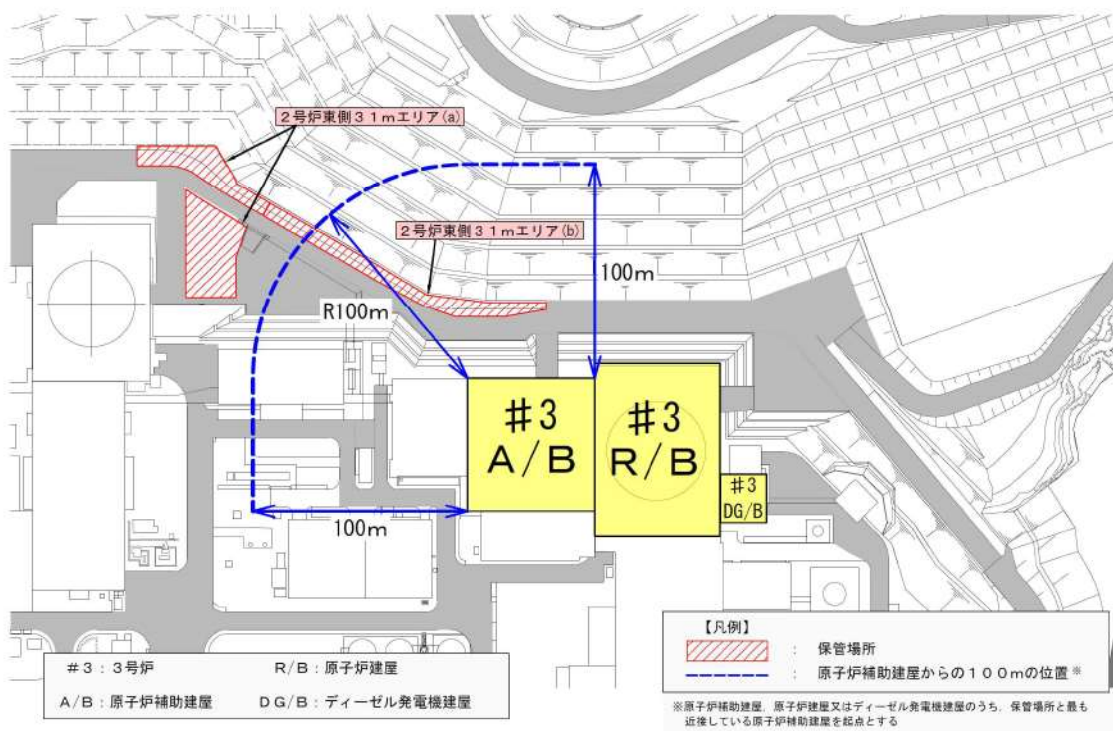 2号炉東側31mエリア(a)
2号炉東側31mエリア(b)
100m
R100m
#3
A/B
#3
R/B
#3
DG/B
100m
#3:3号炉
R/B:原子炉建屋
A/B:原子炉補助建屋
DG/B:ディーゼル発電機建屋
【凡例】
: 保管場所
: 原子炉補助建屋からの100mの位置※
※原子炉補助建屋,原子炉建屋又はディーゼル発電機建屋のうち,保管場所と最も
近接している原子炉補助建屋を起点とする